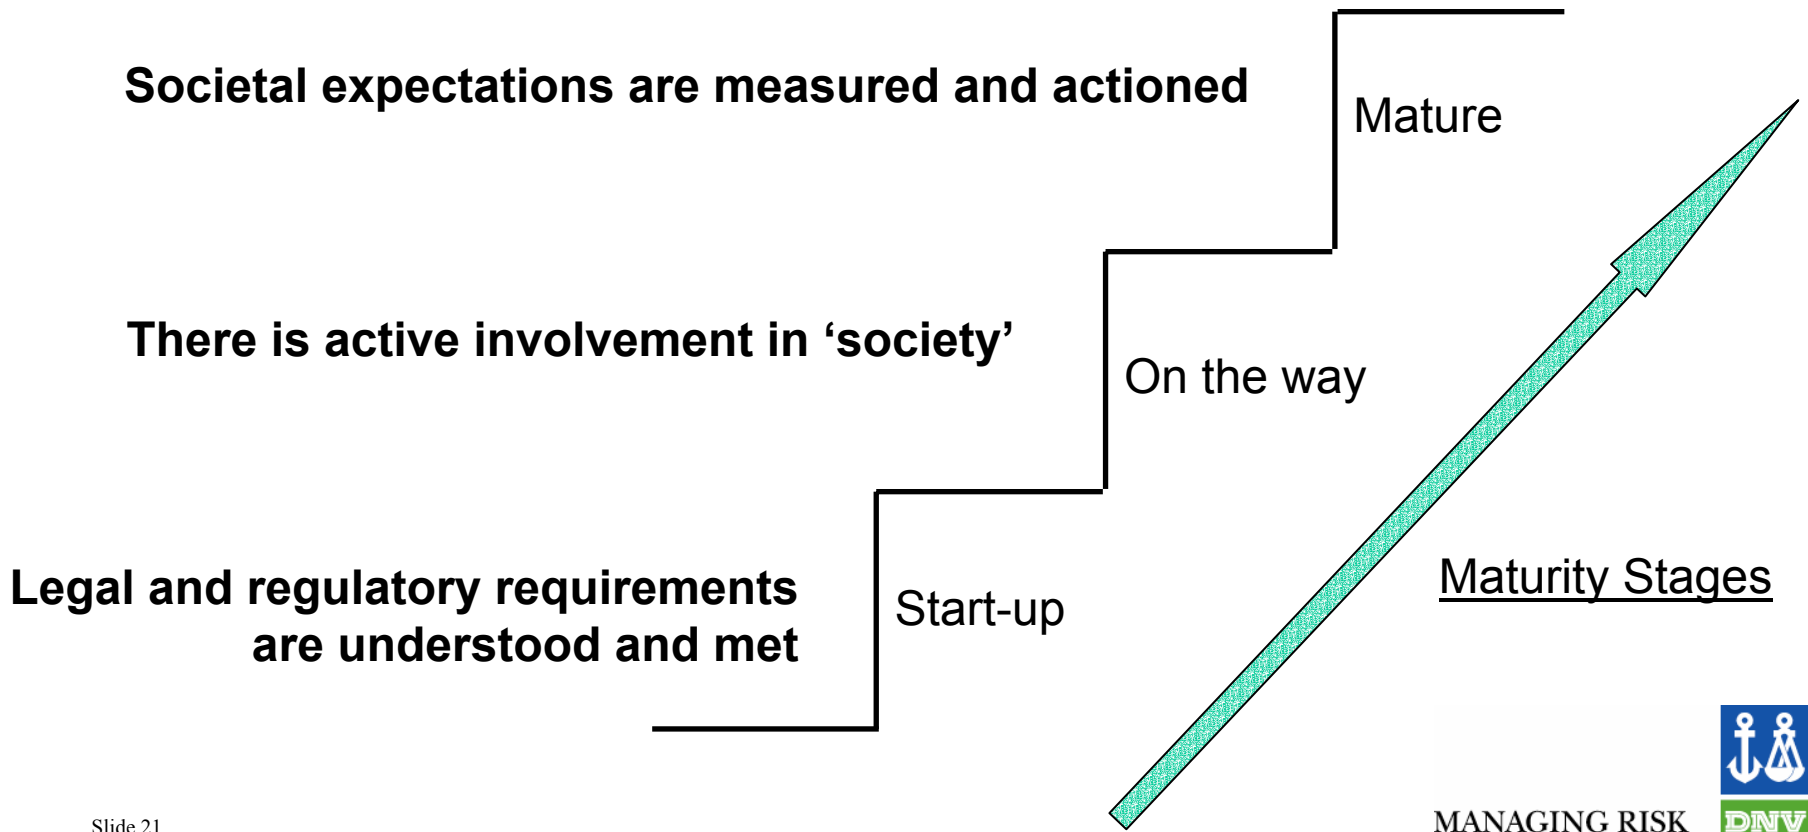 Societal expectations are measured and actioned
Mature
There is active involvement in ‘society’
On the way
Legal and regulatory requirements
are understood and met
Start-up
Maturity Stages
Slide 21
MANAGING RISK
DNV